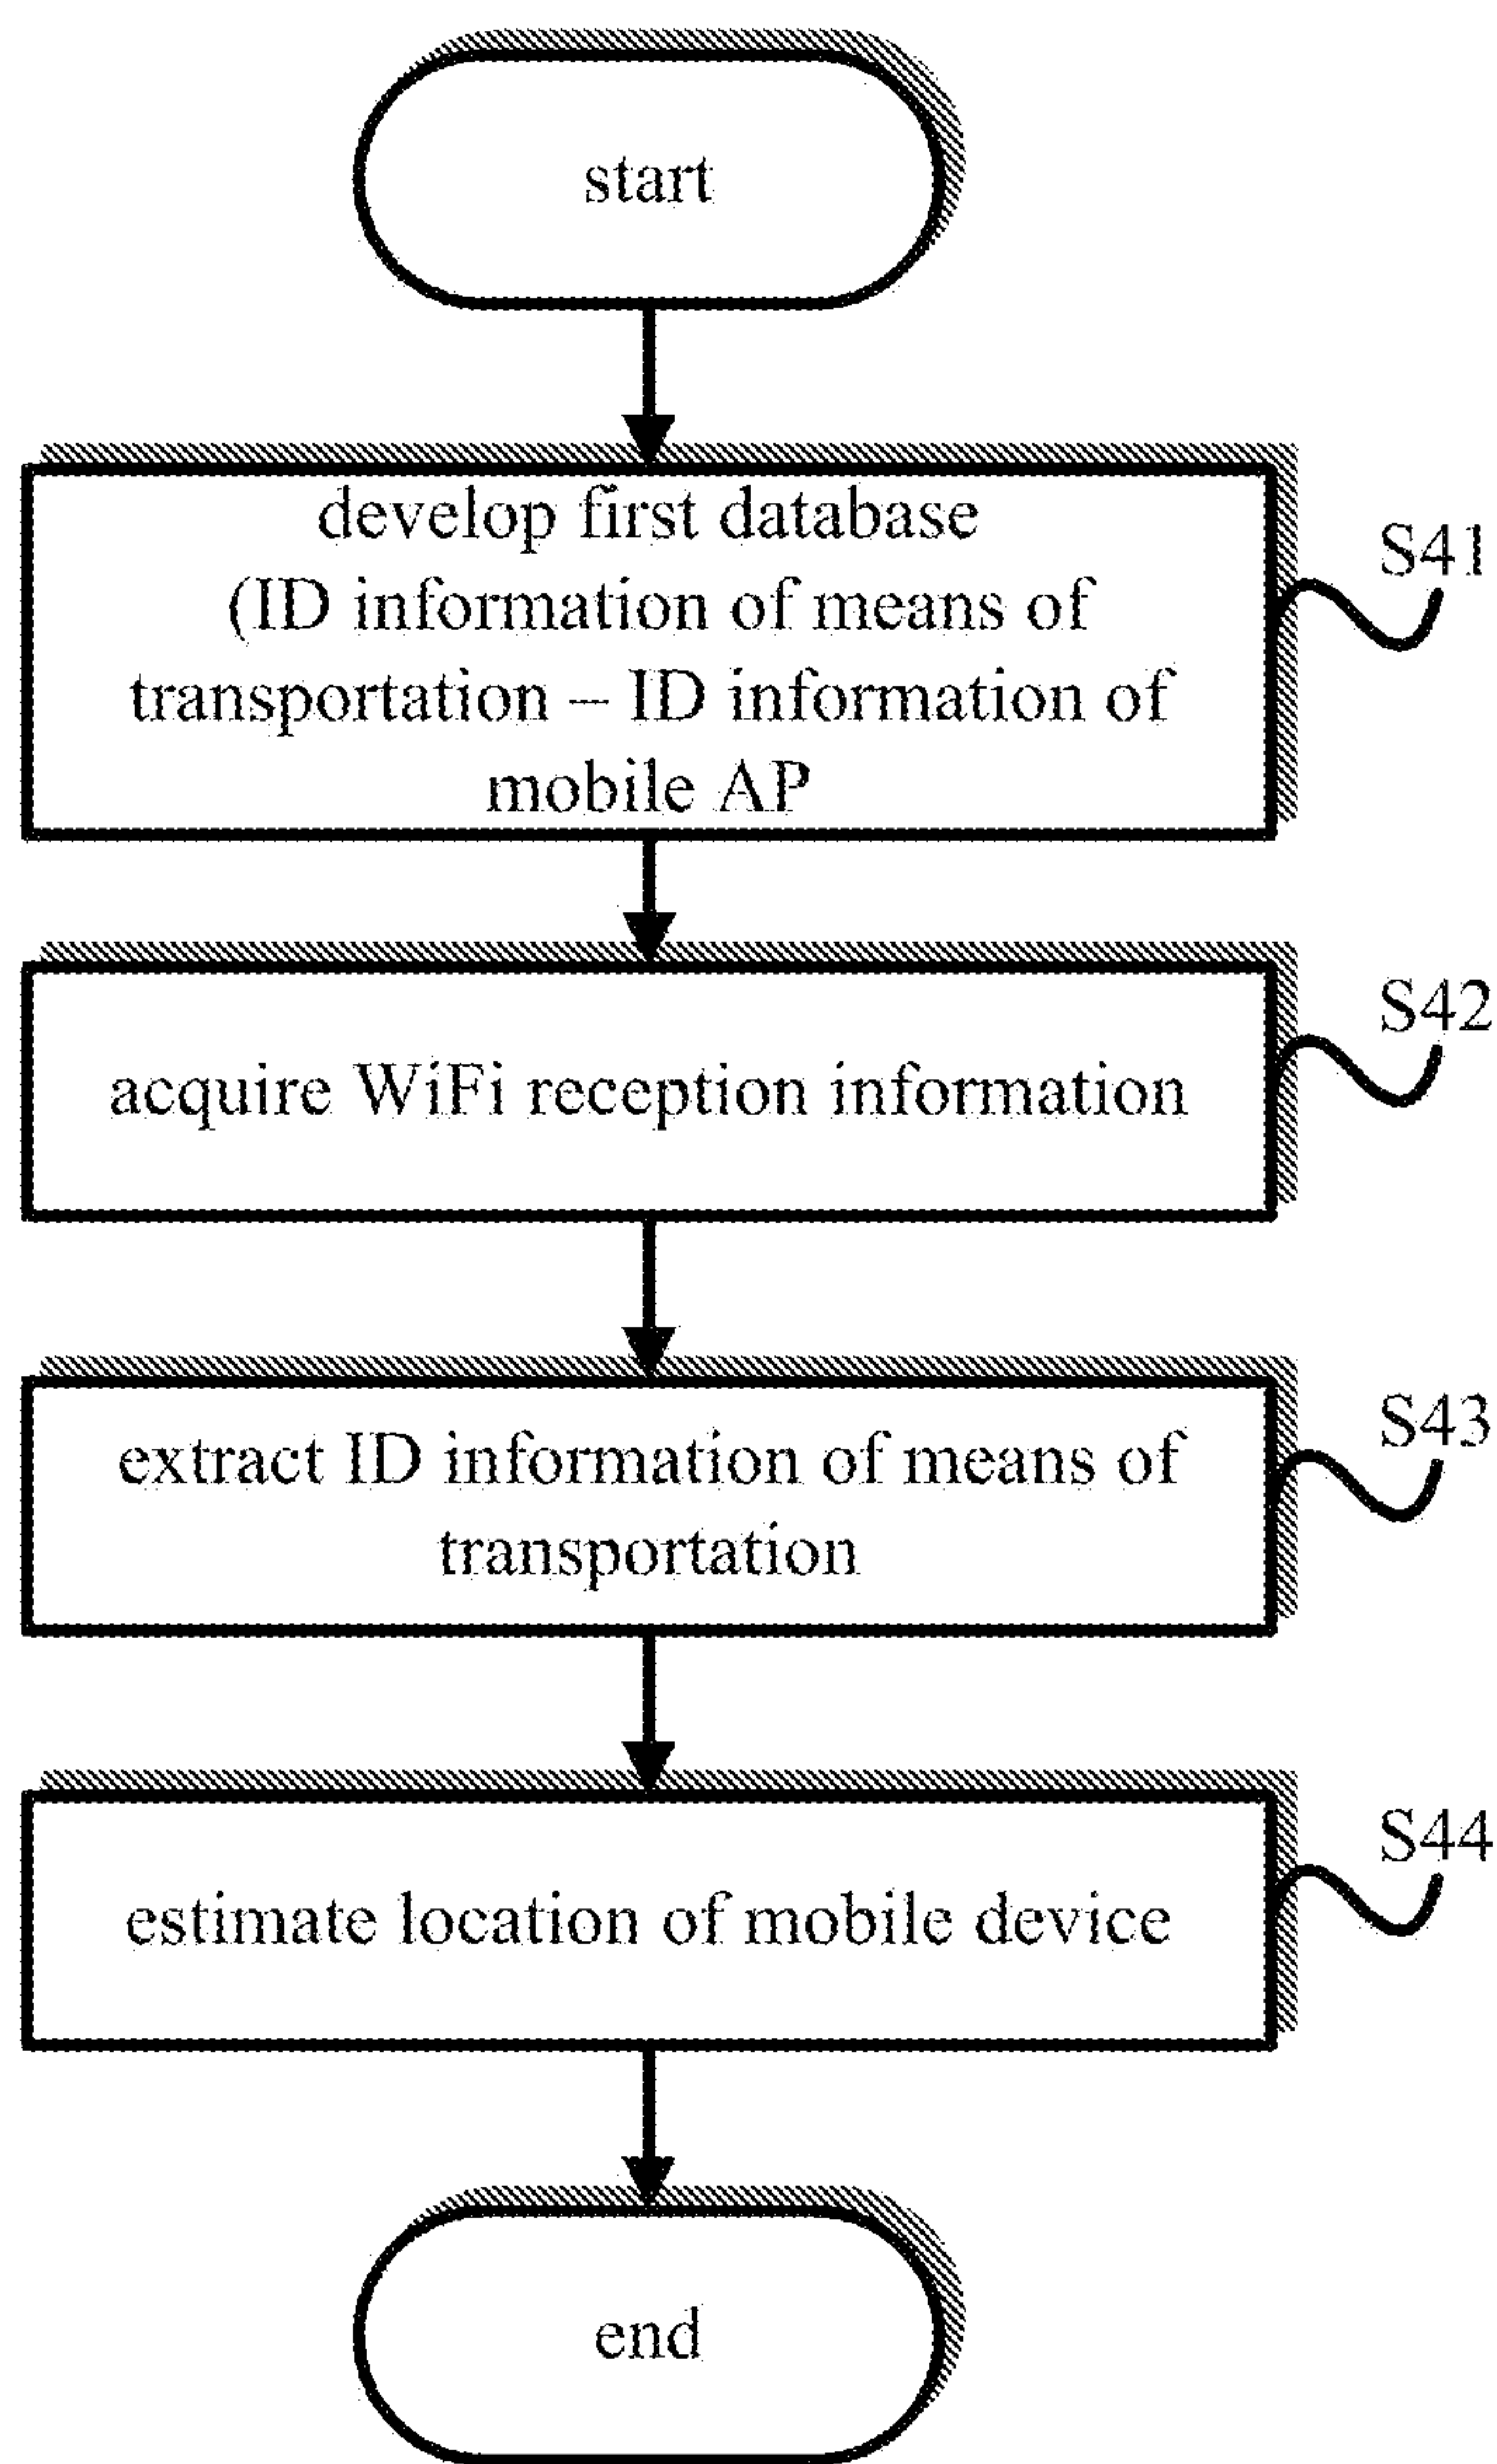 start
develop first database
(ID information of means of
transportation – ID information of
mobile AP
S41
acquire WiFi reception information
S42
extract ID information of means of
transportation
S43
estimate location of mobile device
S44
end